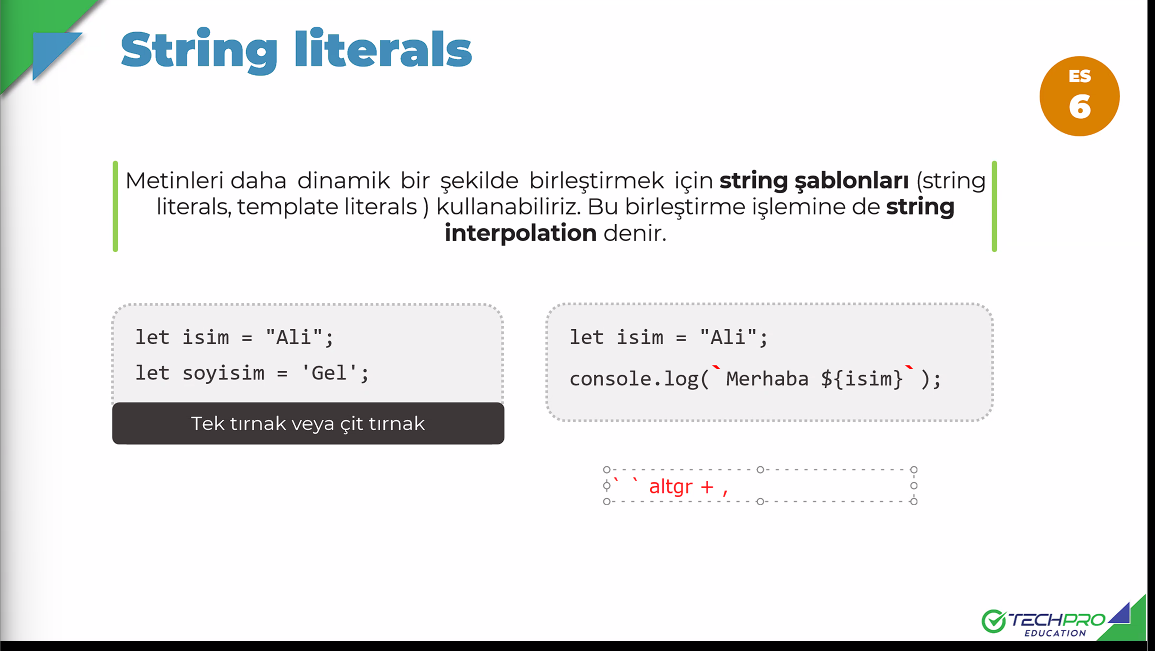 String literals
ES
6
Metinleri daha dinamik bir şekilde birleştirmek için string şablonları (string
literals, template literals ) kullanabiliriz. Bu birleştirme işlemine de string
interpolation denir.
let isim = "Ali";
let soyisim = 'Gel';
Tek tırnak veya çit tırnak
let isim = "Ali";
console.log(`Merhaba ${isim}`);
` ` altgr + ,
TECHPRO
EDUCATION